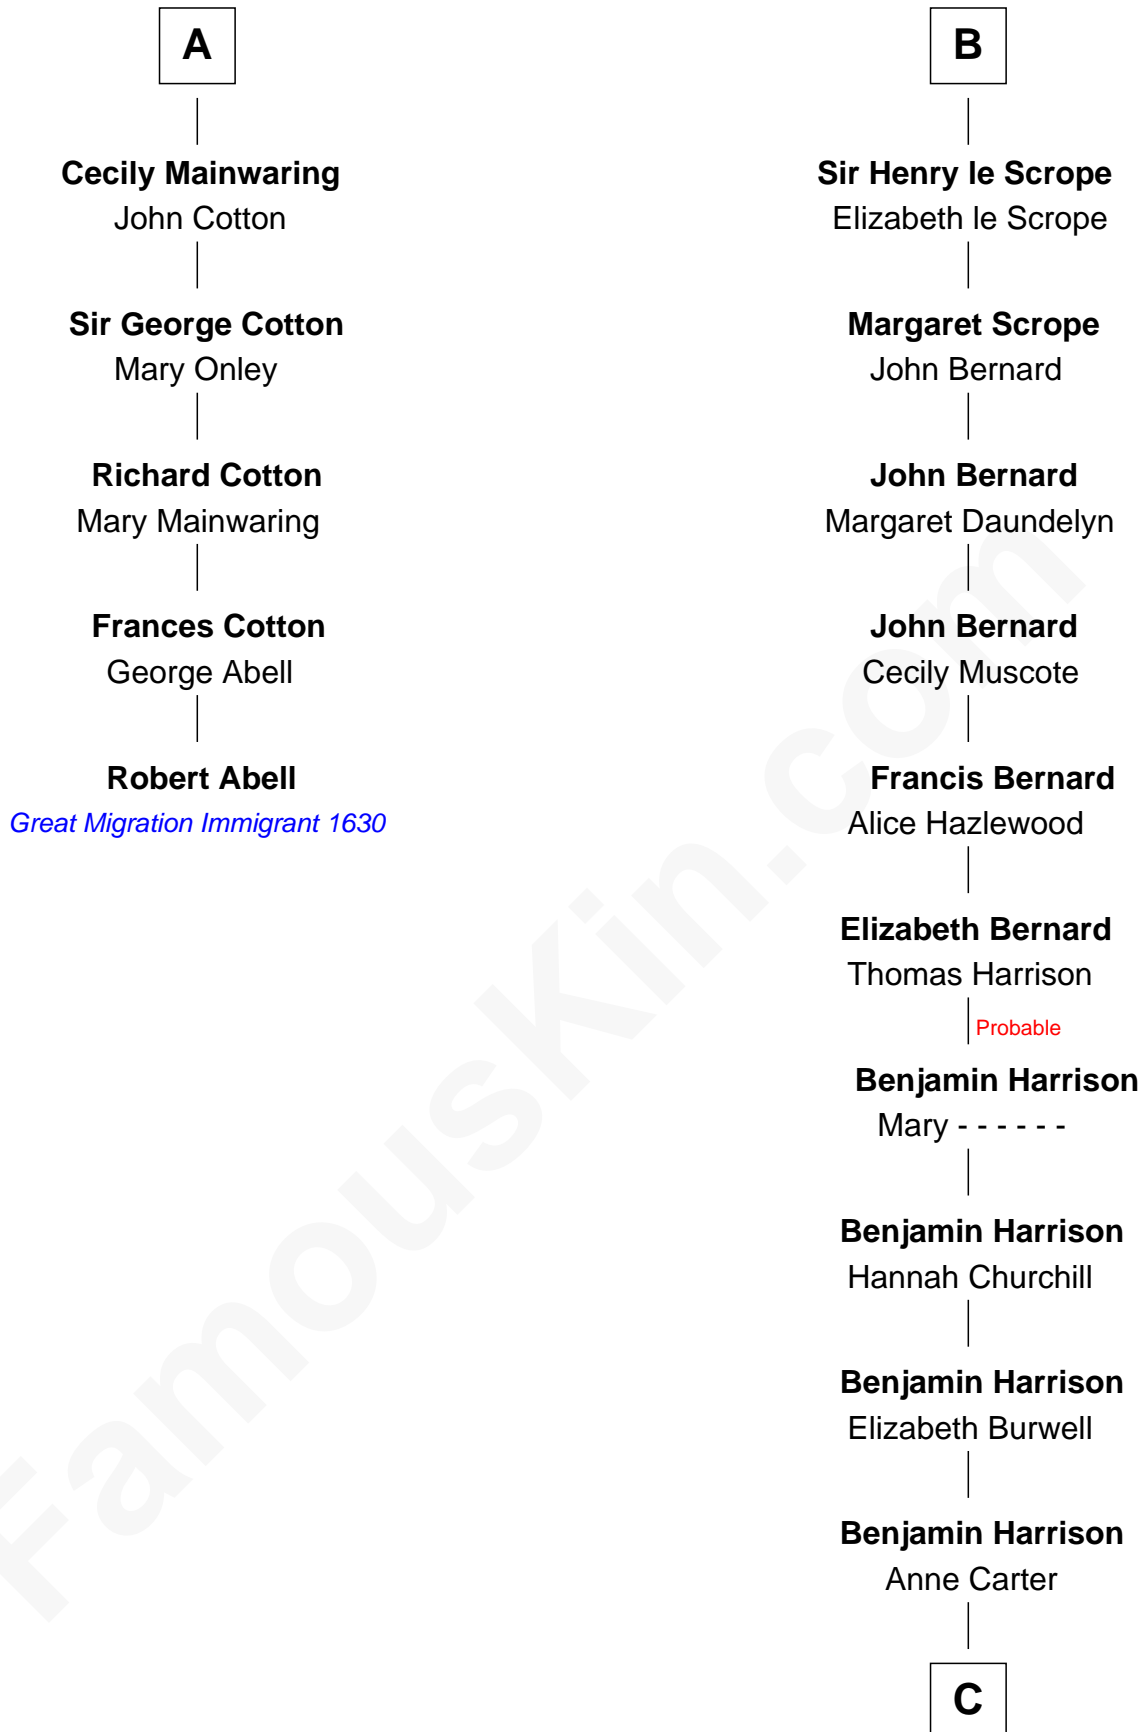 A
Cecily Mainwaring
John Cotton
Sir George Cotton
Mary Onley
Richard Cotton
Mary Mainwaring
Frances Cotton
George Abell
Robert Abell
Great Migration Immigrant 1630
B
Sir Henry le Scrope
Elizabeth le Scrope
Margaret Scrope
John Bernard
John Bernard
Margaret Daundelyn
John Bernard
Cecily Muscote
Francis Bernard
Alice Hazlewood
Elizabeth Bernard
Thomas Harrison
Probable
Benjamin Harrison
Mary - - - - - -
Benjamin Harrison
Hannah Churchill
Benjamin Harrison
Elizabeth Burwell
Benjamin Harrison
Anne Carter
C
FamousKin.com